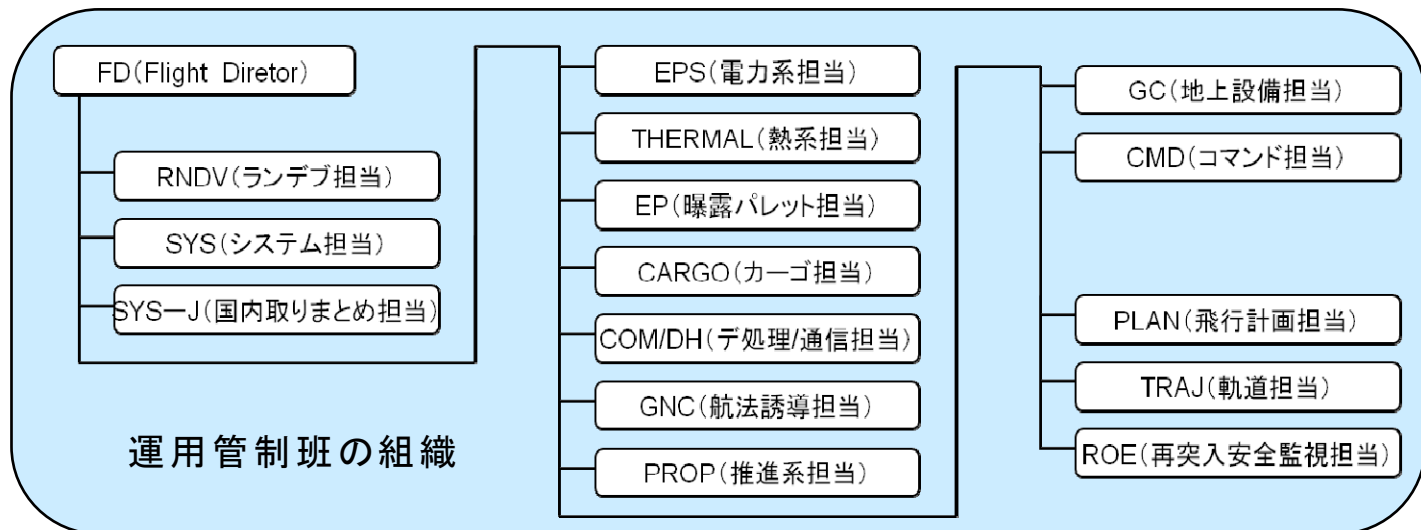 FD(Flight Diretor)
RNDV(ランデブ担当)
SYS(システム担当)
SYSーJ(国内取りまとめ担当)
運用管制班の組織
EPS(電力系担当)
THERMAL(熱系担当)
EP(曝露パレット担当)
CARGO(カーゴ担当)
COM/DH(デ処理/通信担当)
GNC(航法誘導担当)
PROP(推進系担当)
GC(地上設備担当)
CMD(コマンド担当)
PLAN(飛行計画担当)
TRAJ(軌道担当)
ROE(再突入安全監視担当)